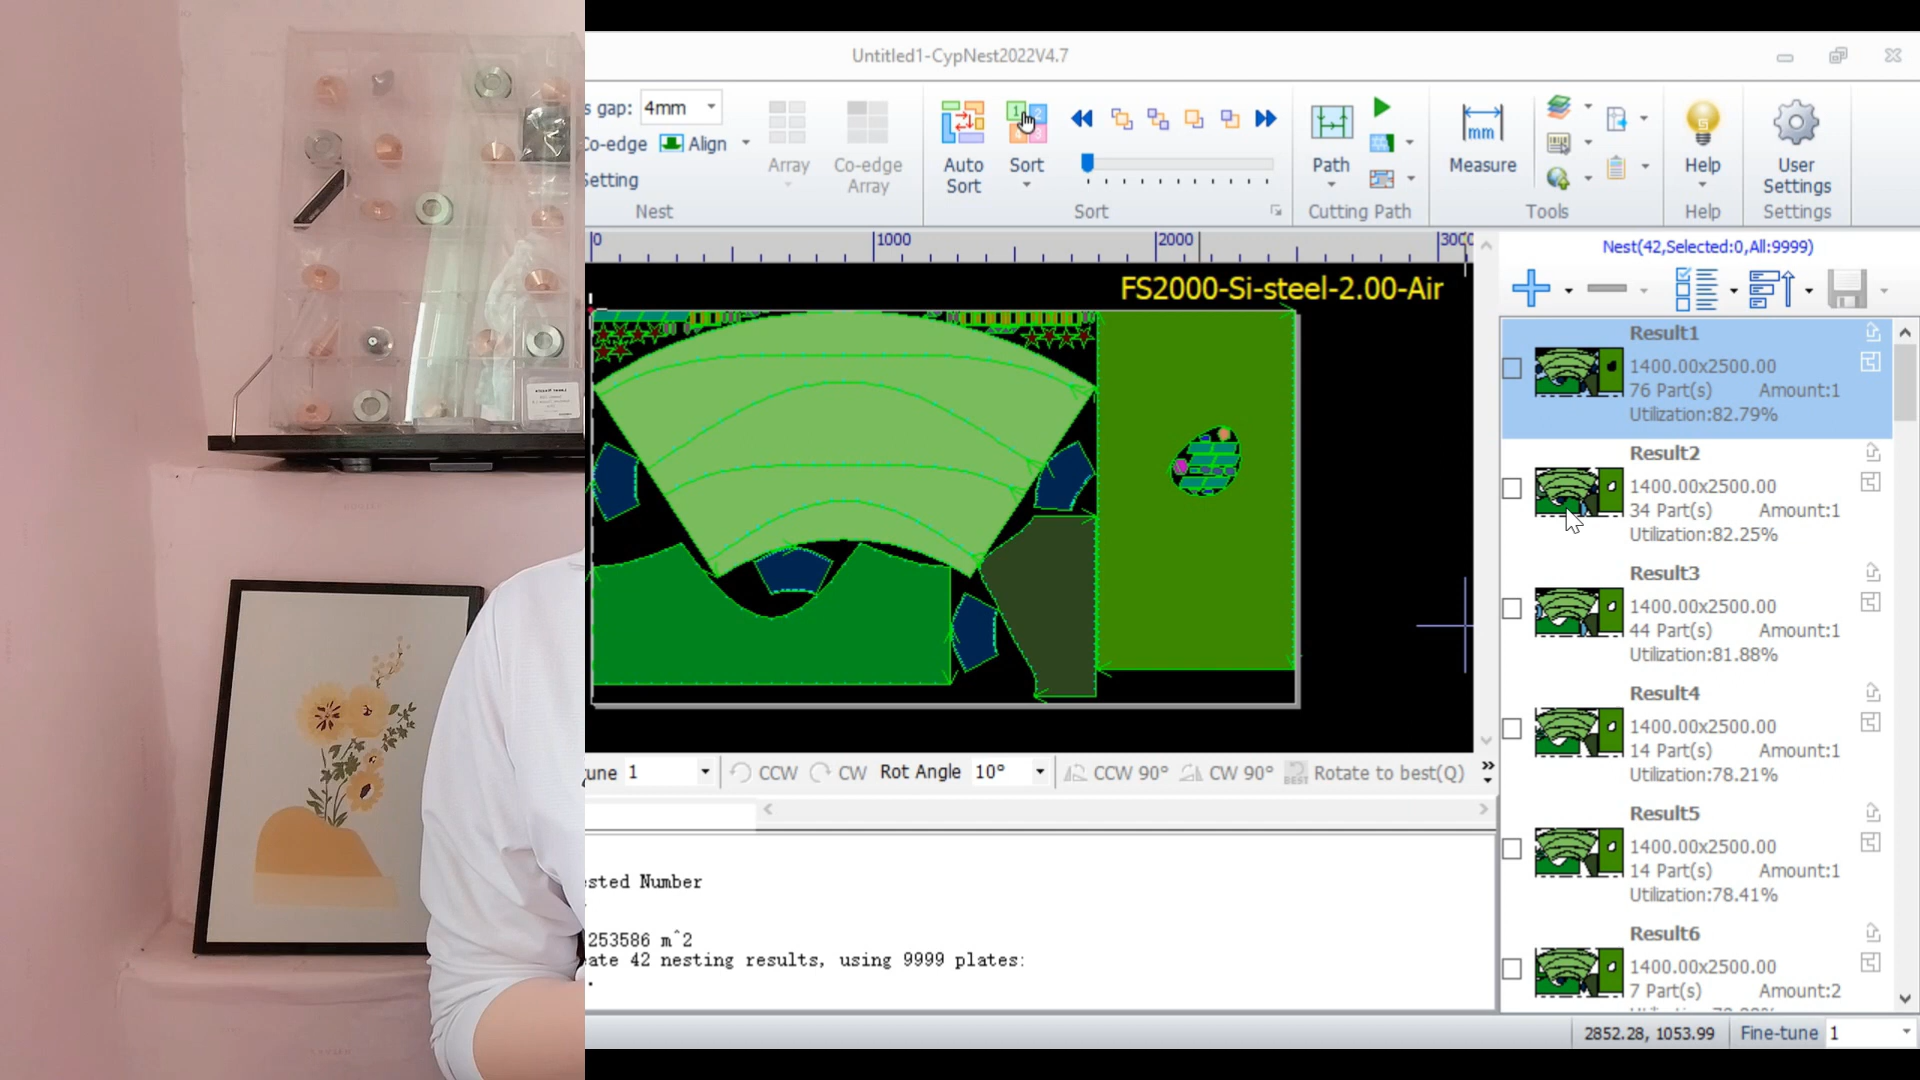 Untitled1-CypNest2022V4.7
s gap: 4mm
Co-edge Align
Setting
Nest
Array
Co-edge Array
Auto Sort
Sort
Sort
Path
Cutting Path
mm
Measure
Tools
Help
Help
User Settings
Settings
0 1000 2000 3000
FS2000-Si-steel-2.00-Air
Nest(42,Selected:0,All:9999)
Result1
1400.00x2500.00
76 Part(s) Amount:1
Utilization:82.79%
Result2
1400.00x2500.00
34 Part(s) Amount:1
Utilization:82.25%
Result3
1400.00x2500.00
44 Part(s) Amount:1
Utilization:81.88%
Result4
1400.00x2500.00
14 Part(s) Amount:1
Utilization:78.21%
Result5
1400.00x2500.00
14 Part(s) Amount:1
Utilization:78.41%
Result6
1400.00x2500.00
7 Part(s) Amount:2
une 1 CCW CW Rot Angle 10° CCW 90° CW 90° Rotate to best(Q)
sted Number
253586 m^2
ate 42 nesting results, using 9999 plates:
2852.28, 1053.99 Fine-tune 1